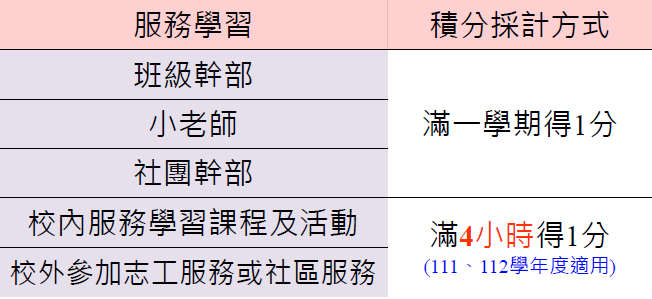 服務學習
積分採計方式
班級幹部
小老師
社團幹部
滿一學期得1分
校內服務學習課程及活動
校外參加志工服務或社區服務
滿4小時得1分
(111、112學年度適用)